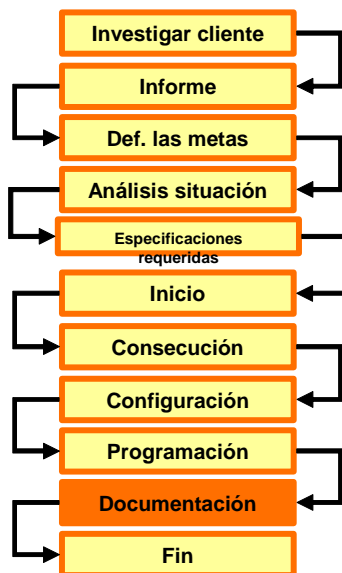 Investigar cliente
Informe
Def. las metas
Análisis situación
Especificaciones
requeridas
Inicio
Consecución
Configuración
Programación
Documentación
Fin